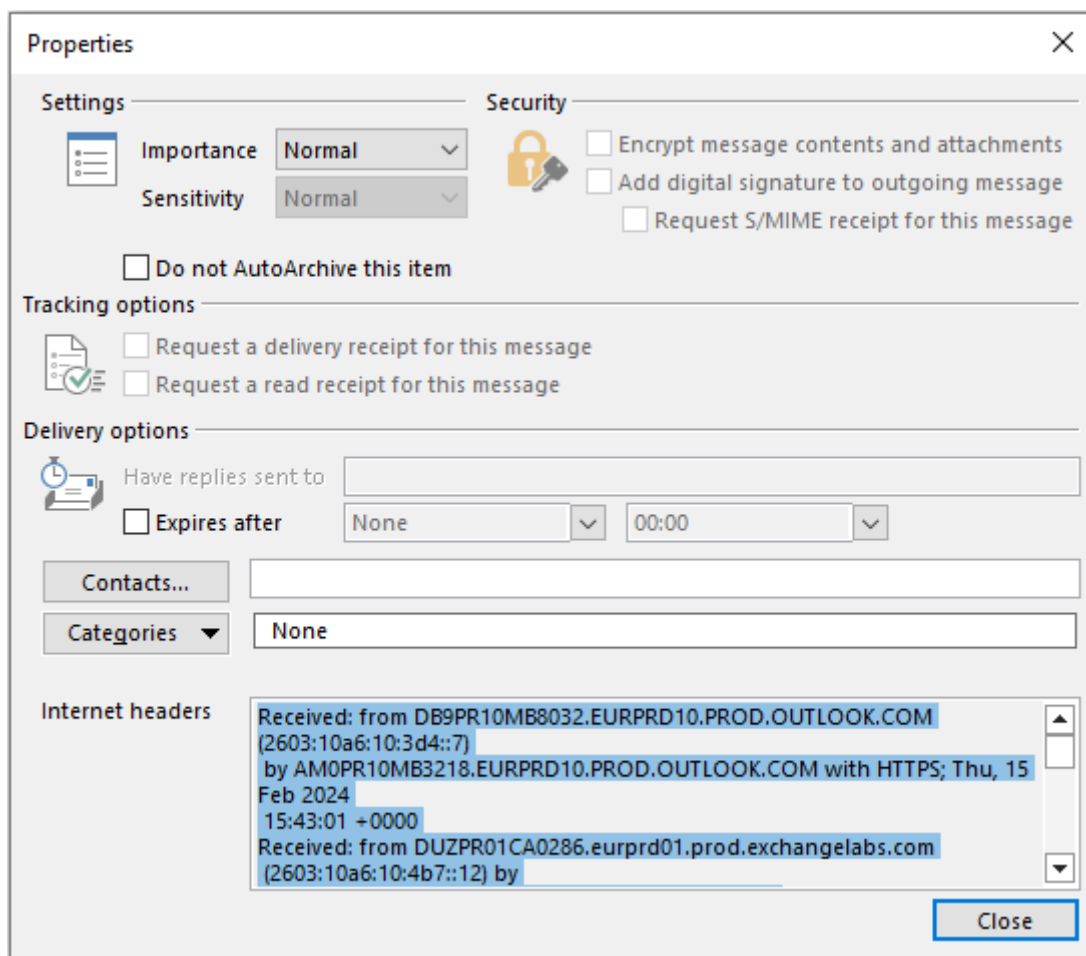 Properties
Settings
Security
Importance
Normal
Encrypt message contents and attachments
Sensitivity
Normal
Add digital signature to outgoing message
Request S/MIME receipt for this message
Do not AutoArchive this item
Tracking options
Request a delivery receipt for this message
Request a read receipt for this message
Delivery options
Have replies sent to
Expires after
None
00:00
Contacts...
Categories
None
Internet headers
Received: from DB9PR10MB8032.EURPRD10.PROD.OUTLOOK.COM
(2603:10a6:10:3d4::7)
by AM0PR10MB3218.EURPRD10.PROD.OUTLOOK.COM with HTTPS; Thu, 15
Feb 2024
15:43:01 +0000
Received: from DUZPR01CA0286.eurprd01.prod.exchangelabs.com
(2603:10a6:10:4b7::12) by
Close